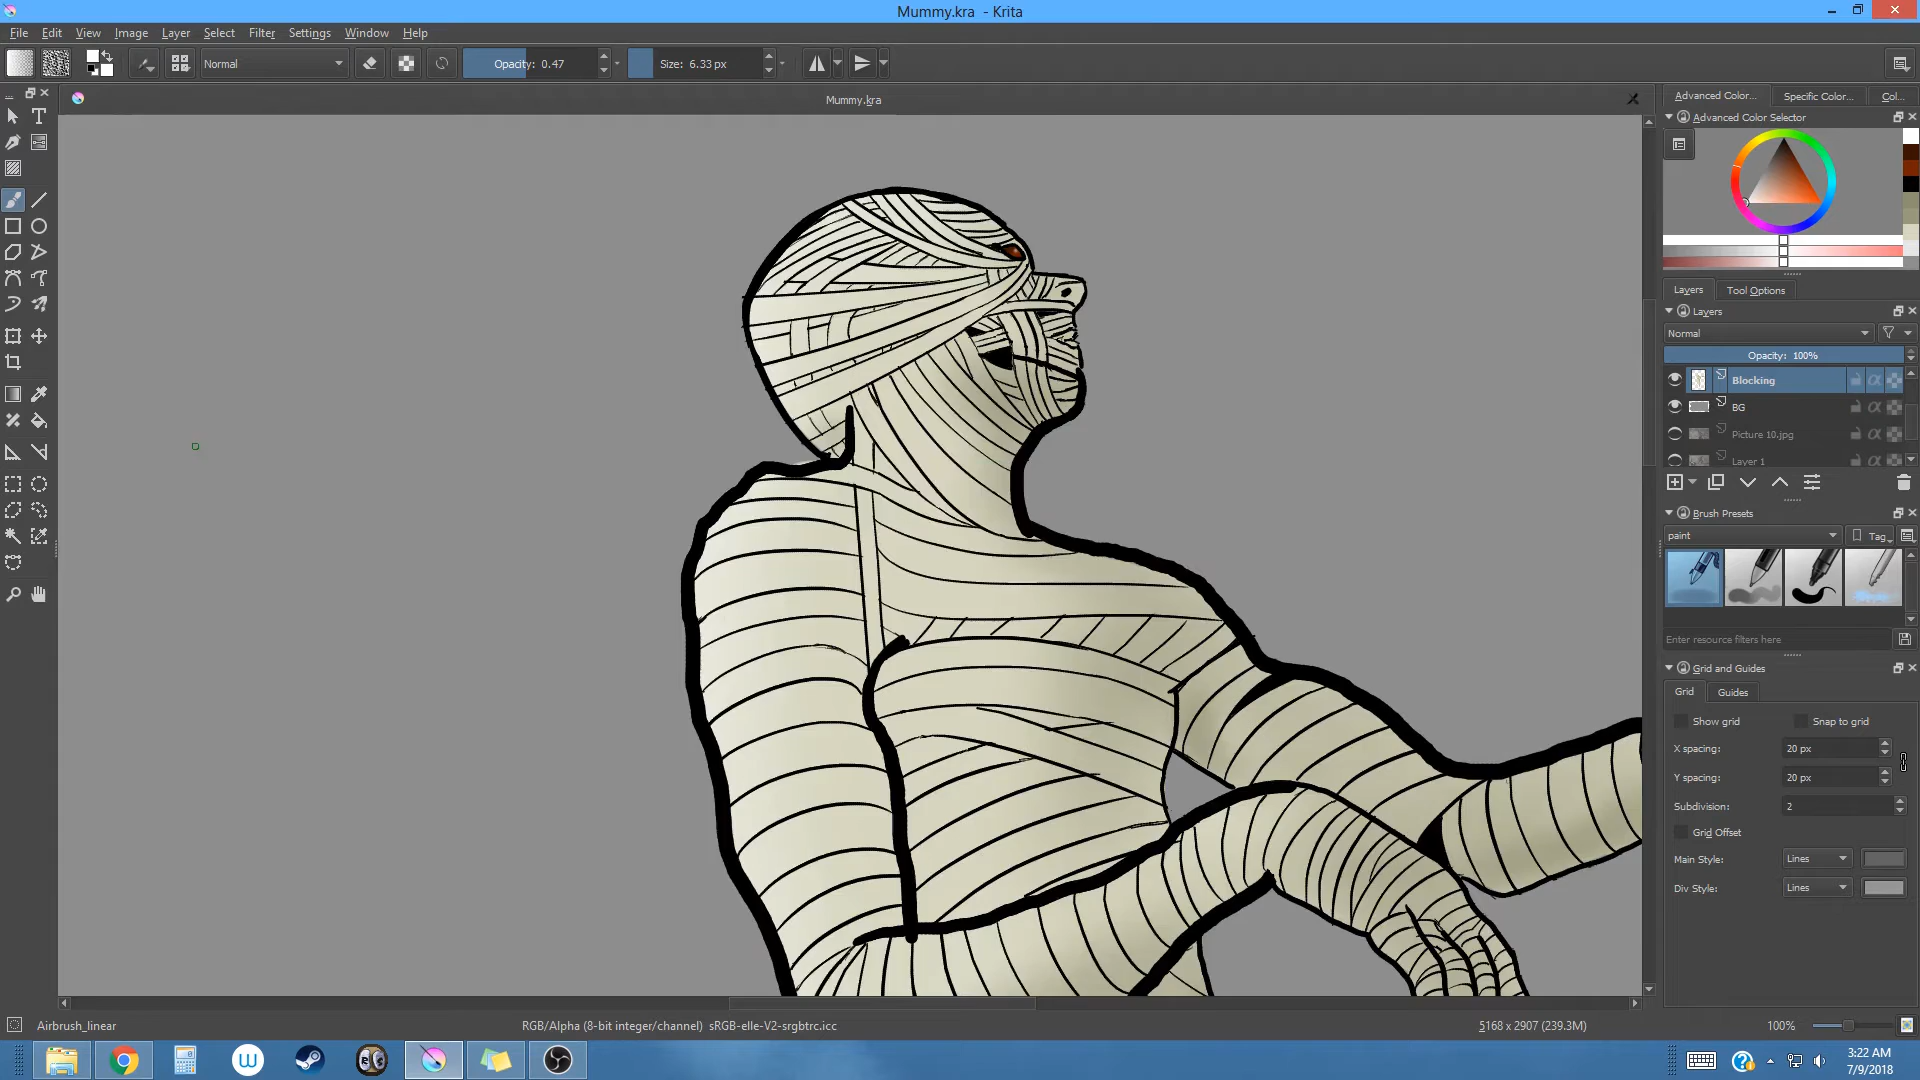 Mummy.kra - Krita
File Edit View Image Layer Select Filter Settings Window Help
Normal Opacity: 0.47 Size: 6.33 px
Mummy.kra
Advanced Color... Specific Color... Col...
Advanced Color Selector
Layers Tool Options
Layers
Normal
Opacity: 100%
Blocking
BG
Picture 10.jpg
Layer 1
Brush Presets
paint Tag
Enter resource filters here
Grid and Guides
Grid Guides
Show grid Snap to grid
X spacing: 20 px
Y spacing: 20 px
Subdivision: 2
Grid Offset
Main Style: Lines
Div Style: Lines
Airbrush_linear RGB/Alpha (8-bit integer/channel) sRGB-elle-V2-srgbtrc.icc 5168 x 2907 (239.3M) 100%
3:22 AM
7/9/2018